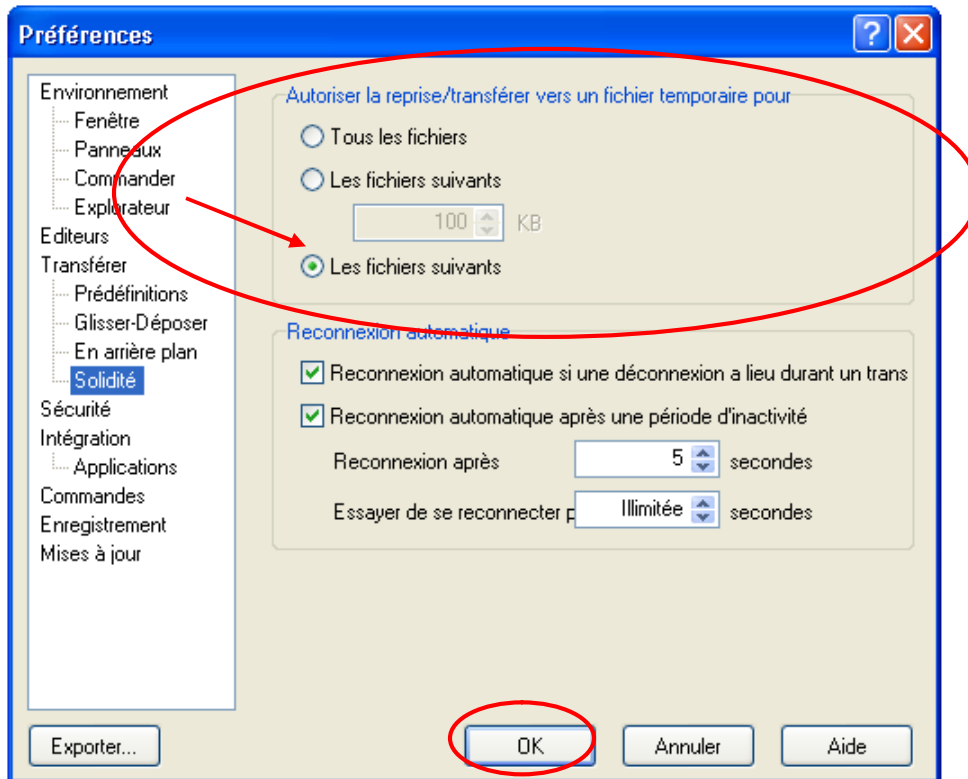 Préférences
Environnement
Fenêtre
Panneaux
Commander
Explorateur
Editeurs
Transférer
Prédéfinitions
Glisser-Déposer
En arrière plan
Solidité
Sécurité
Intégration
Applications
Commandes
Enregistrement
Mises à jour
Autoriser la reprise/transférer vers un fichier temporaire pour
Tous les fichiers
Les fichiers suivants
100 KB
Les fichiers suivants
Reconnexion automatique
Reconnexion automatique si une déconnexion a lieu durant un trans
Reconnexion automatique après une période d'inactivité
Reconnexion après 5 secondes
Essayer de se reconnecter p Illimitée secondes
Exporter... OK Annuler Aide